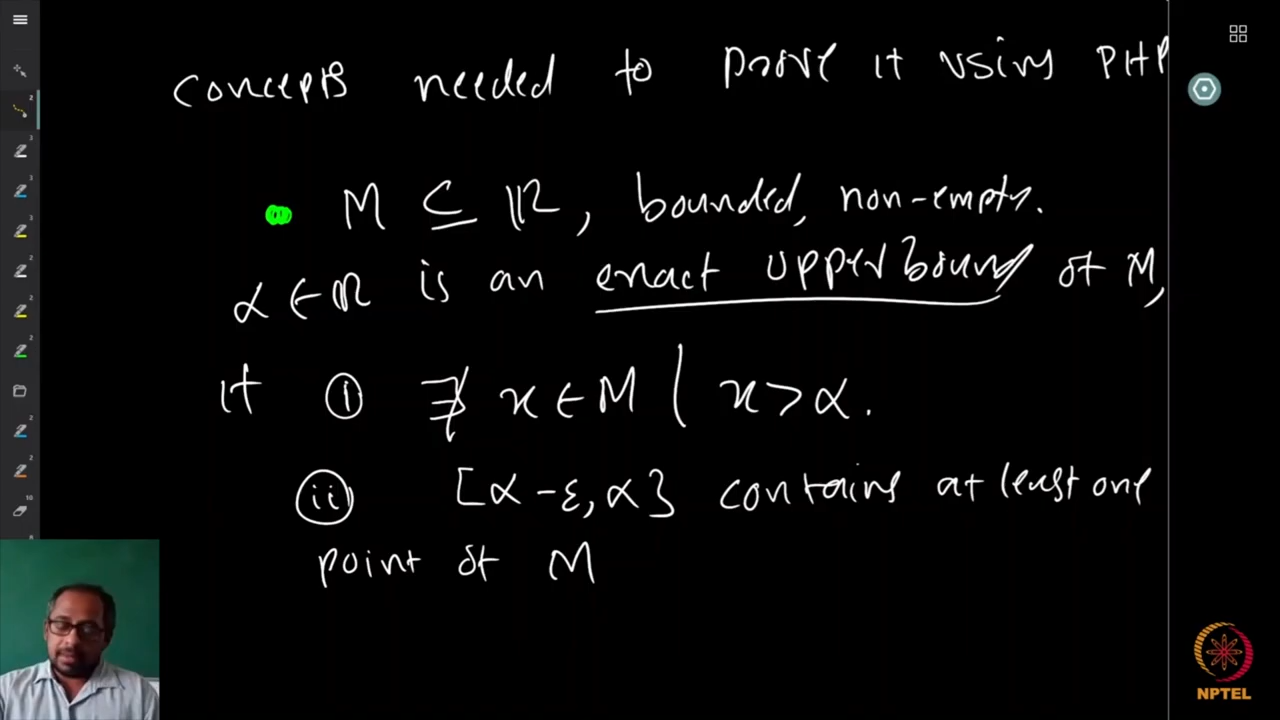 concepts needed to prove it using PHP
M ⊆ ℝ, bounded, non-empty.
α ∈ ℝ is an exact upper bound of M,
if (i) ∄ x ∈ M | x > α.
(ii) [α - ε, α] contains at least one
point of M
NPTEL